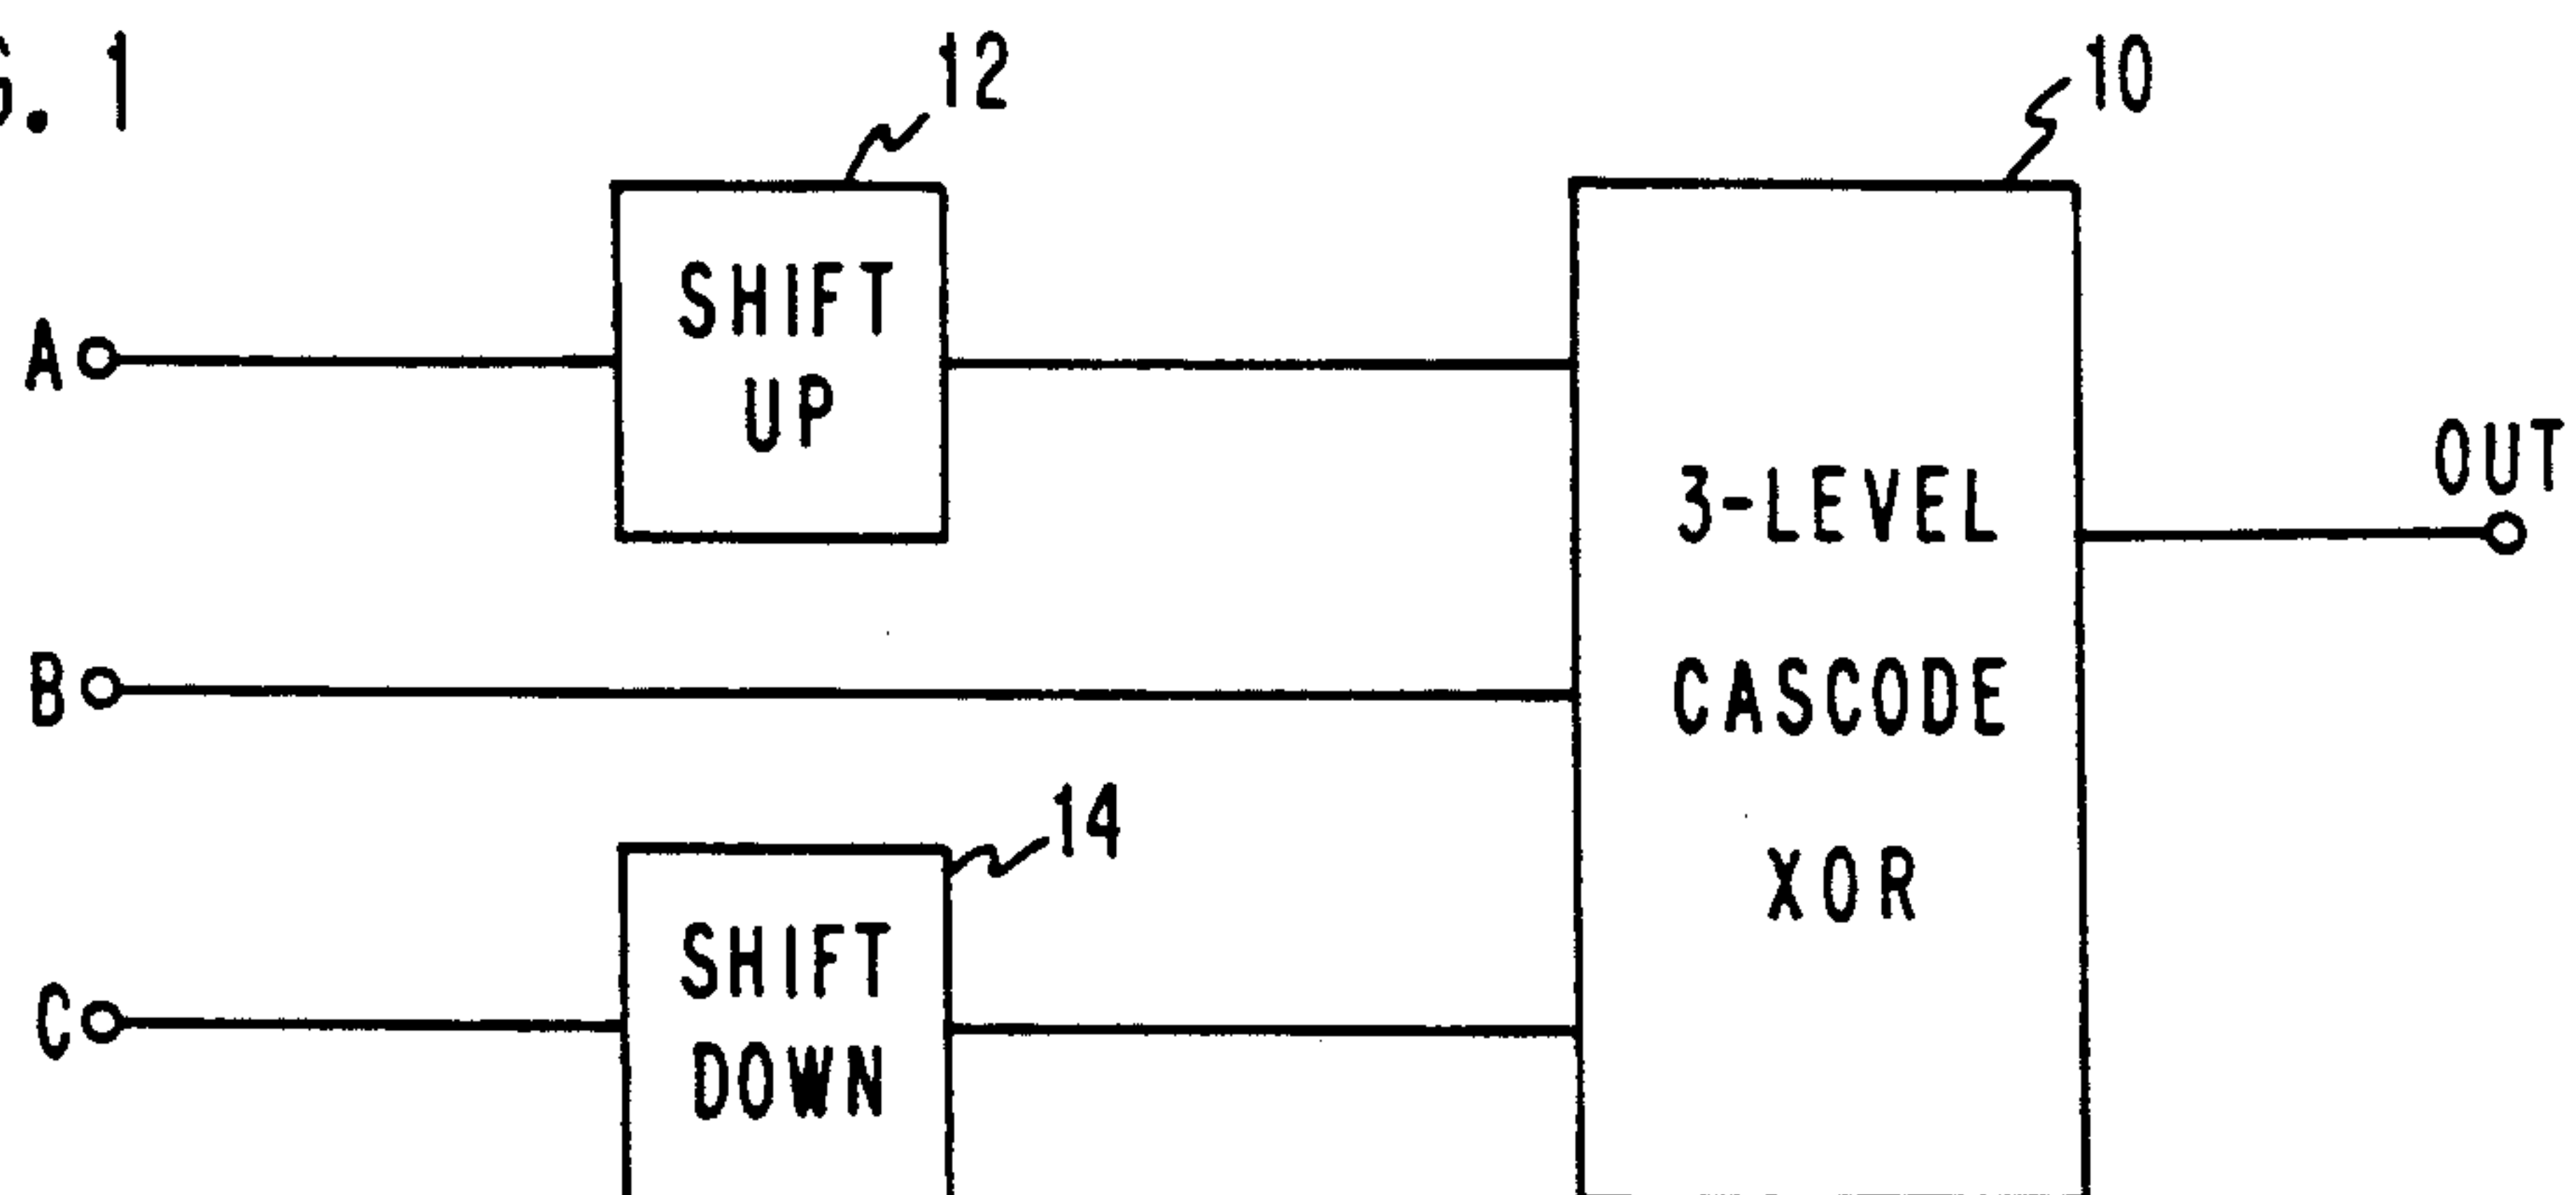 G. 1
12
10
SHIFT
UP
A
OUT
3-LEVEL
CASCODE
XOR
B
14
SHIFT
DOWN
C